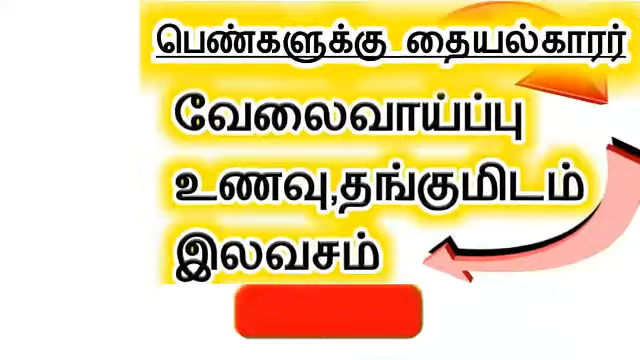 பெண்களுக்கு தையல்காரர்
வேலைவாய்ப்பு
உணவு,தங்குமிடம்
இலவசம்